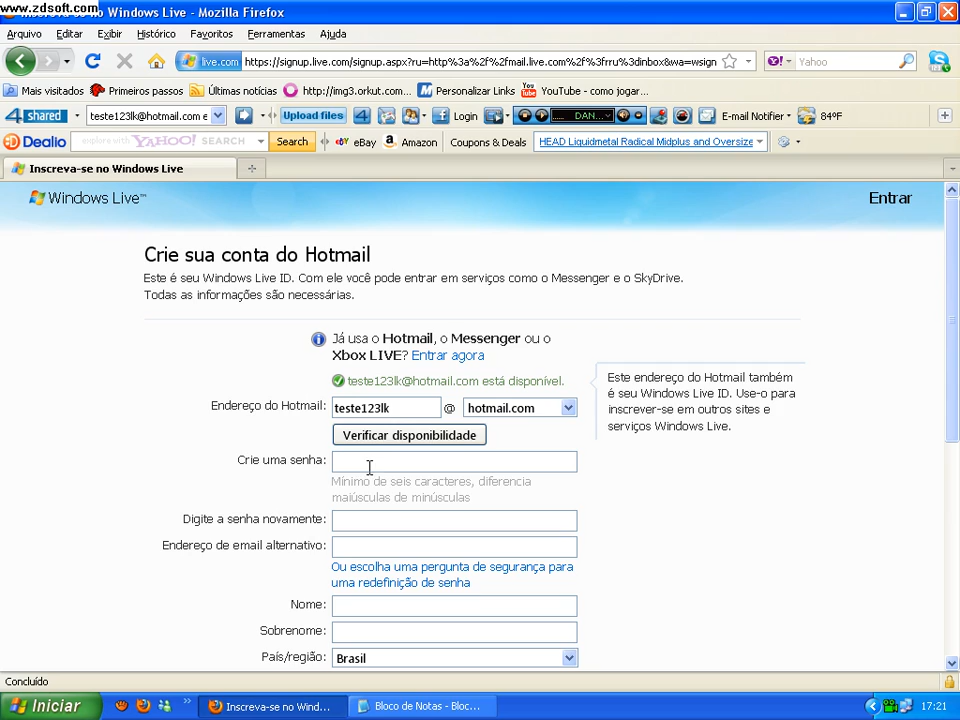 www.zdsoft.com
no Windows Live - Mozilla Firefox
Arquivo Editar Exibir Histórico Favoritos Ferramentas Ajuda
live.com https://signup.live.com/signup.aspx?ru=http%3a%2f%2fmail.live.com%2f%3frru%3dinbox&wa=wsign Yahoo
Mais visitados Primeiros passos Últimas notícias http://img3.orkut.com... Personalizar Links YouTube - como jogar...
4 shared teste123lk@hotmail.com e Upload files Login DAN... E-mail Notifier 84ºF
Dealio explore with YAHOO! SEARCH Search eBay Amazon Coupons & Deals HEAD Liquidmetal Radical Midplus and Oversize
Inscreva-se no Windows Live
Windows Live™ Entrar
Crie sua conta do Hotmail
Este é seu Windows Live ID. Com ele você pode entrar em serviços como o Messenger e o SkyDrive.
Todas as informações são necessárias.
Já usa o Hotmail, o Messenger ou o
Xbox LIVE? Entrar agora
teste123lk@hotmail.com está disponível.
Endereço do Hotmail: teste123lk @ hotmail.com
Verificar disponibilidade
Este endereço do Hotmail também
é seu Windows Live ID. Use-o para
inscrever-se em outros sites e
serviços Windows Live.
Crie uma senha:
Mínimo de seis caracteres, diferencia
maiúsculas de minúsculas
Digite a senha novamente:
Endereço de email alternativo:
Ou escolha uma pergunta de segurança para
uma redefinição de senha
Nome:
Sobrenome:
País/região: Brasil
Concluído
Iniciar Inscreva-se no Wind... Bloco de Notas - Bloc... 17:21